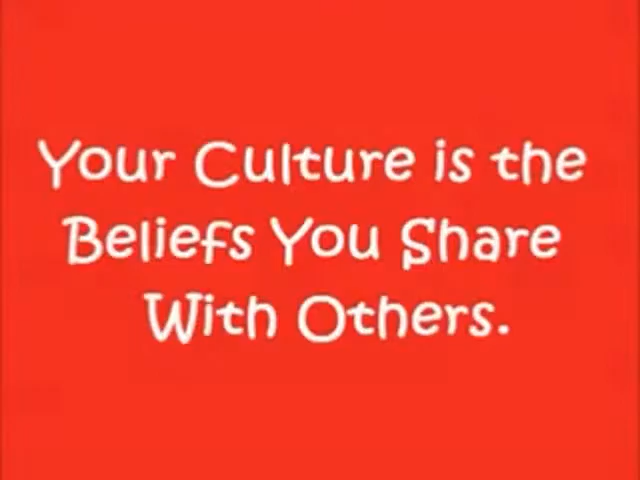 Your Culture is the
Beliefs You Share
With Others.